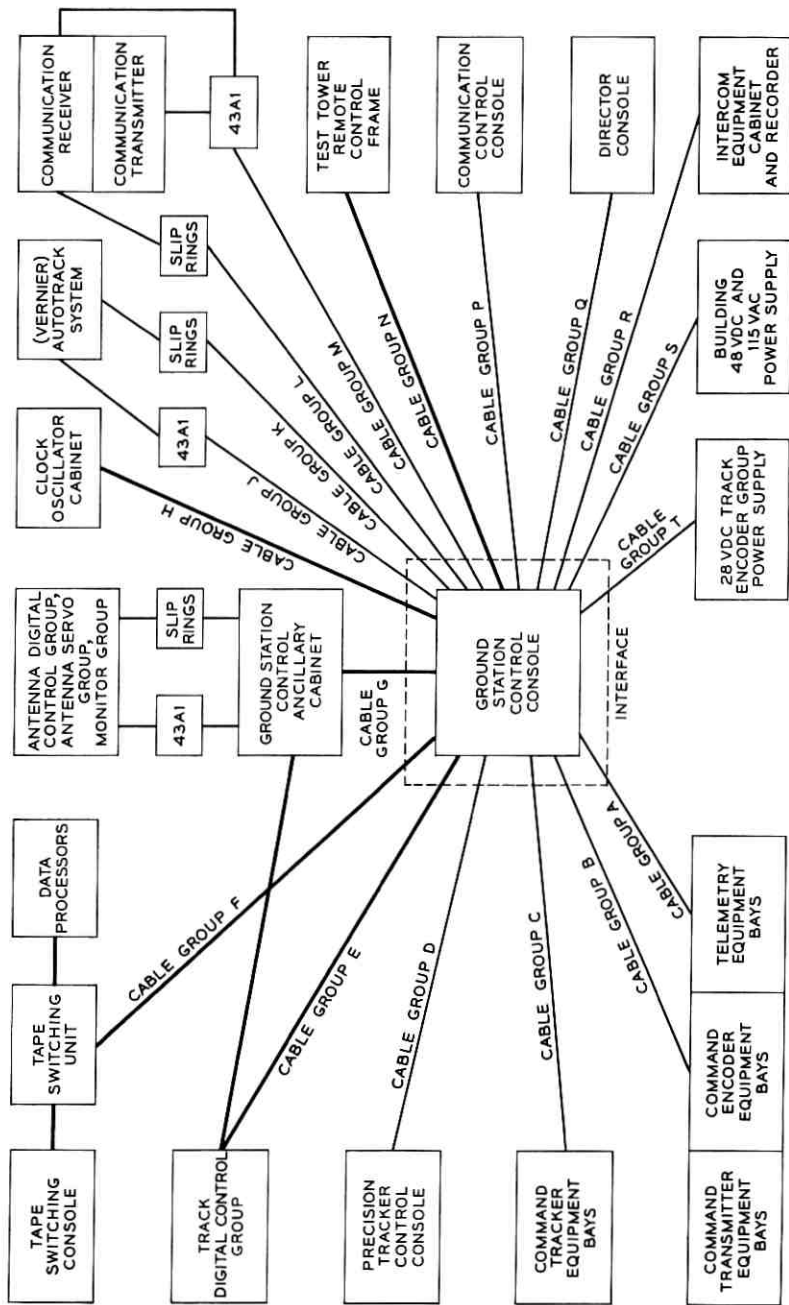 TAPE
SWITCHING
CONSOLE
TAPE
SWITCHING
UNIT
DATA
PROCESSORS
ANTENNA DIGITAL
CONTROL GROUP,
ANTENNA SERVO
GROUP,
MONITOR GROUP
43A1
SLIP
RINGS
GROUND STATION
CONTROL
ANCILLARY
CABINET
CLOCK
OSCILLATOR
CABINET
(VERNIER)
AUTOTRACK
SYSTEM
43A1
SLIP
RINGS
COMMUNICATION
RECEIVER
COMMUNICATION
TRANSMITTER
SLIP
RINGS
43A1
TRACK
DIGITAL CONTROL
GROUP
CABLE GROUP F
CABLE GROUP E
CABLE
GROUP G
CABLE GROUP H
CABLE GROUP J
CABLE GROUP K
CABLE GROUP L
CABLE GROUP M
CABLE GROUP N
TEST TOWER
REMOTE
CONTROL
FRAME
PRECISION
TRACKER
CONTROL
CONSOLE
CABLE GROUP D
GROUND
STATION
CONTROL
CONSOLE
INTERFACE
CABLE GROUP P
COMMUNICATION
CONTROL
CONSOLE
COMMAND
TRACKER
EQUIPMENT
BAYS
CABLE GROUP C
CABLE GROUP Q
DIRECTOR
CONSOLE
CABLE GROUP B
CABLE GROUP A
CABLE
GROUP T
CABLE GROUP S
CABLE GROUP R
COMMAND
TRANSMITTER
EQUIPMENT
BAYS
COMMAND
ENCODER
EQUIPMENT
BAYS
TELEMETRY
EQUIPMENT
BAYS
28 VDC TRACK
ENCODER GROUP
POWER SUPPLY
BUILDING
48 VDC AND
115 VAC
POWER SUPPLY
INTERCOM
EQUIPMENT
CABINET
AND RECORDER